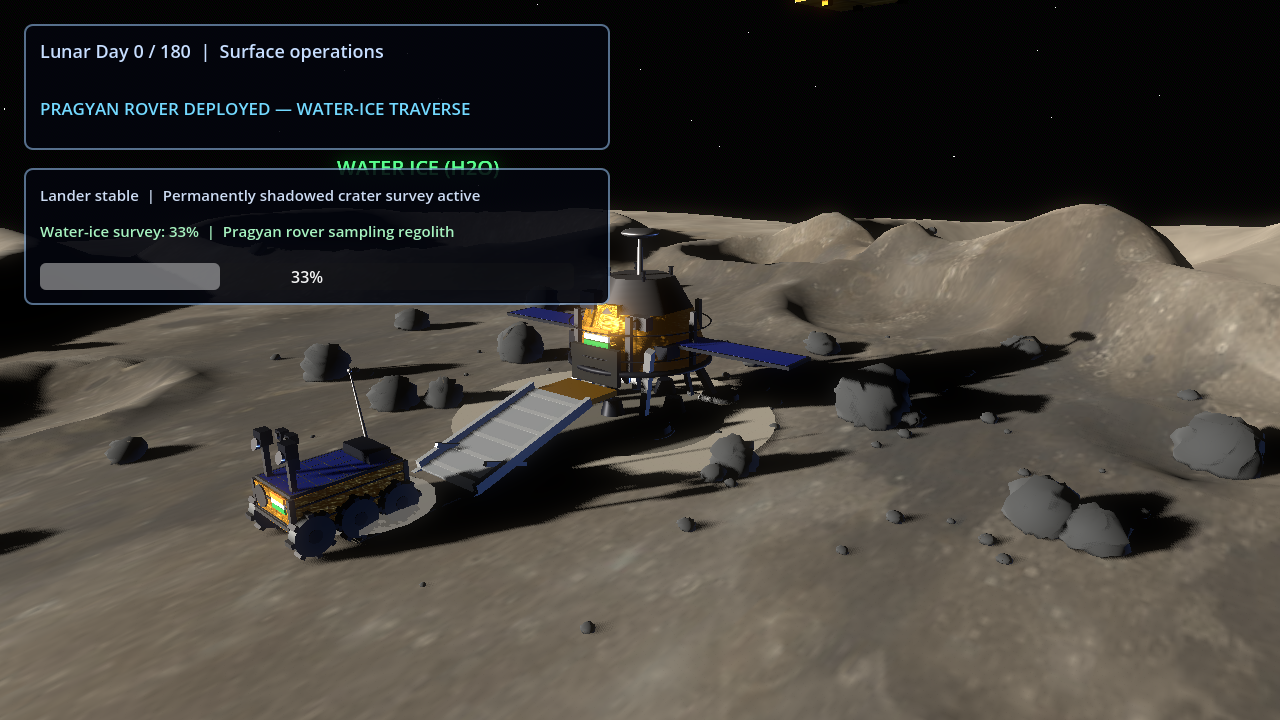 Lunar Day 0 / 180 | Surface operations
PRAGYAN ROVER DEPLOYED — WATER-ICE TRAVERSE
WATER ICE (H2O)
Lander stable | Permanently shadowed crater survey active
Water-ice survey: 33% | Pragyan rover sampling regolith
33%